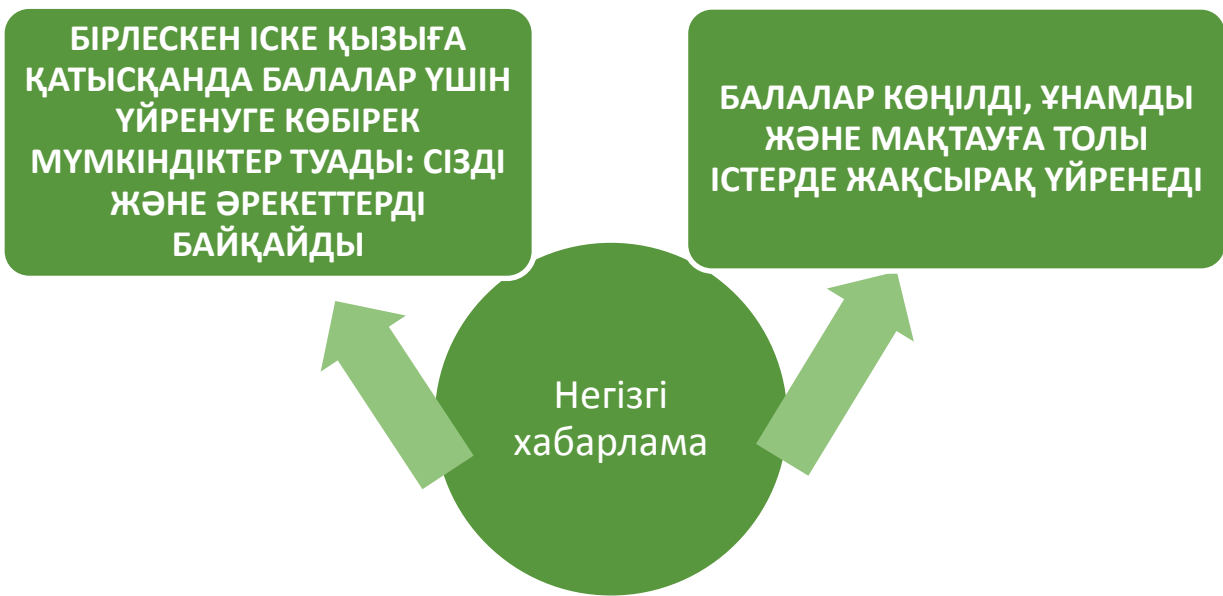 БІРЛЕСКЕН ІСКЕ ҚЫЗЫҒА
ҚАТЫСҚАНДА БАЛАЛАР ҮШІН
ҮЙРЕНУГЕ КӨБІРЕК
МҮМКІНДІКТЕР ТУАДЫ: СІЗДІ
ЖӘНЕ ӘРЕКЕТТЕРДІ
БАЙҚАЙДЫ
БАЛАЛАР КӨҢІЛДІ, ҰНАМДЫ
ЖӘНЕ МАҚТАУҒА ТОЛЫ
ІСТЕРДЕ ЖАҚСЫРАҚ ҮЙРЕНЕДІ
Негізгі
хабарлама